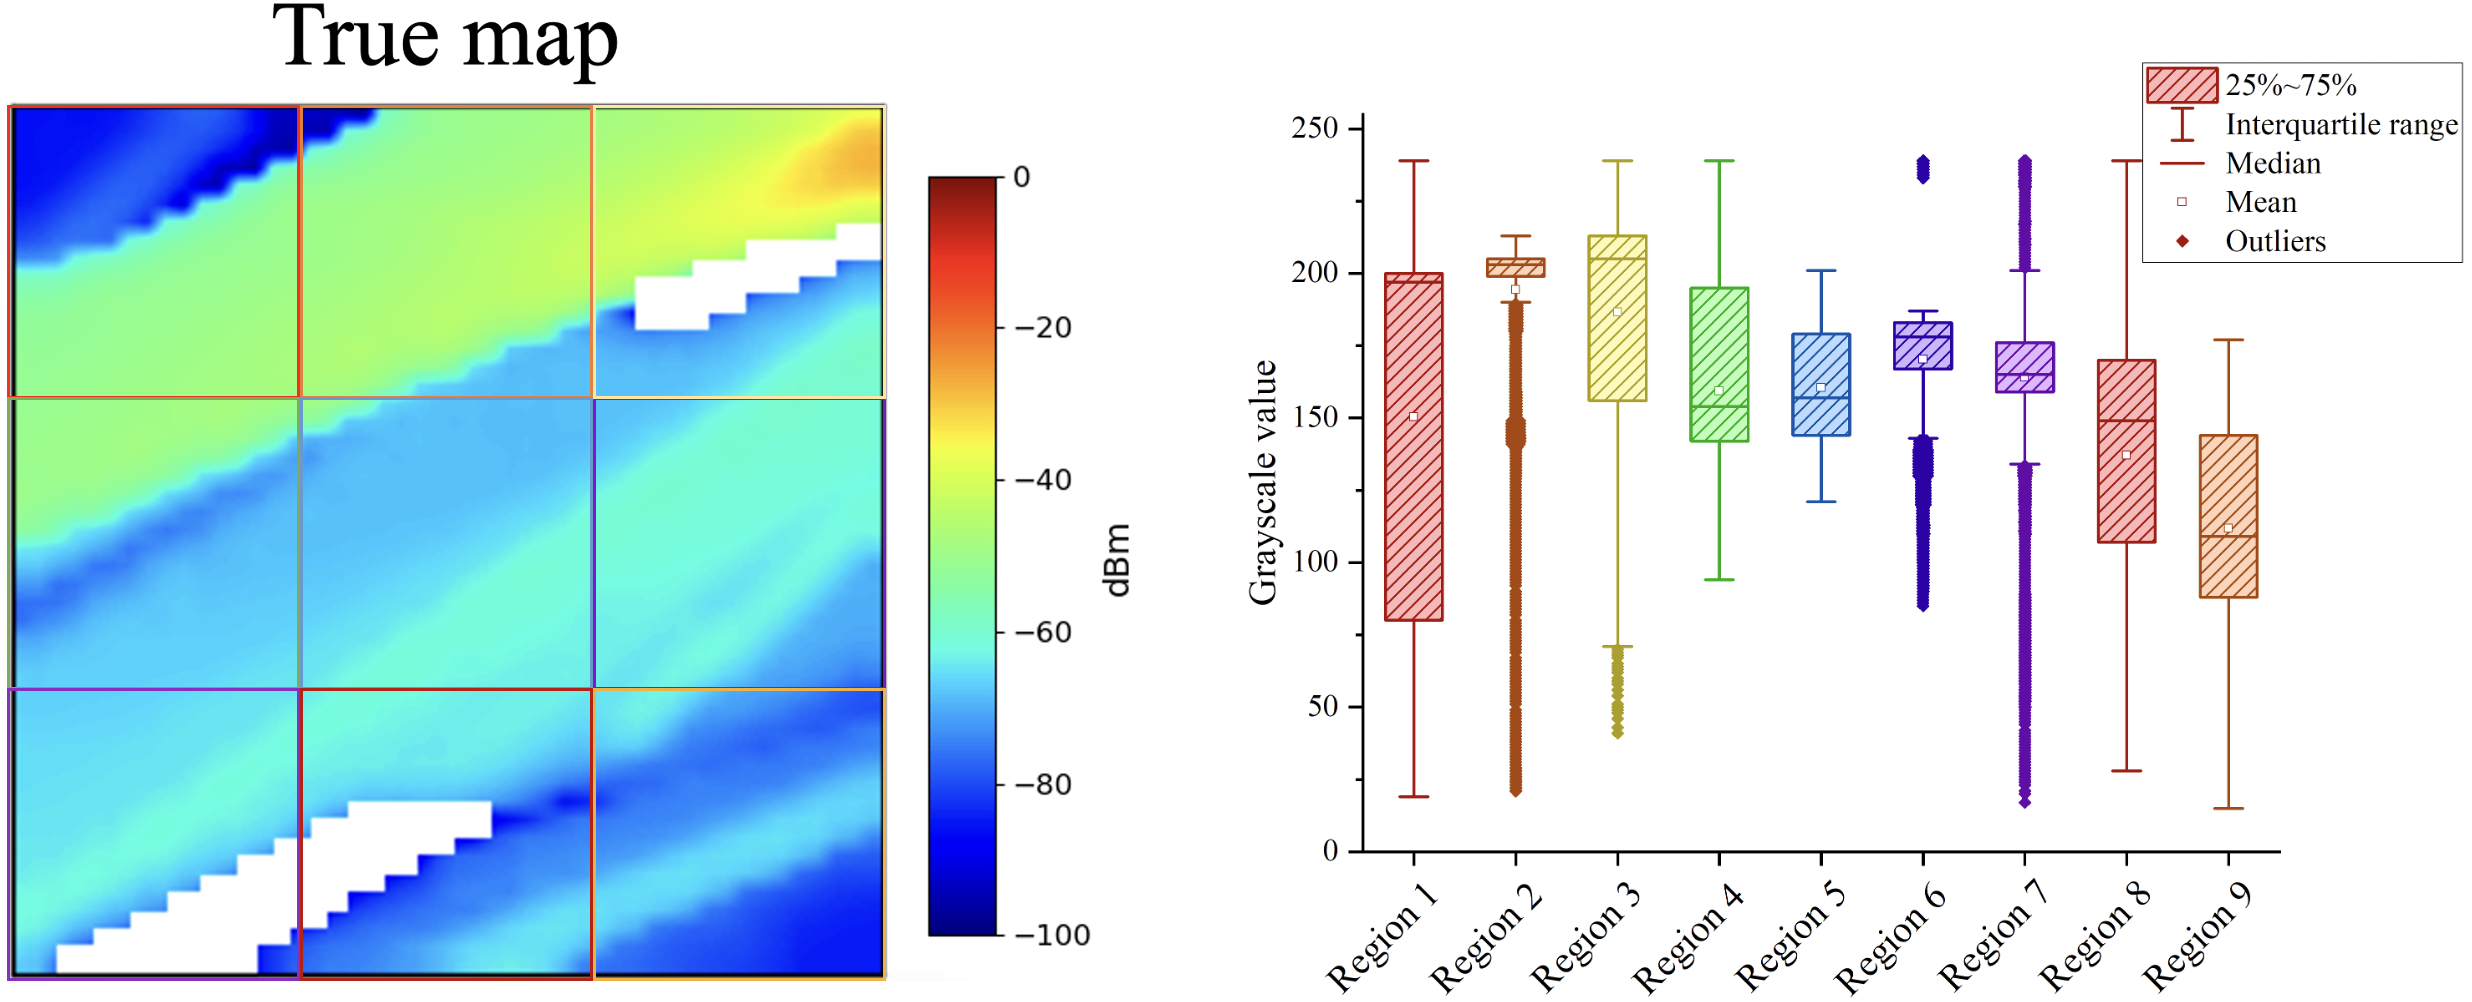 True map
0
−20
−40
−60
−80
−100
dBm
25%~75%
Interquartile range
Median
Mean
Outliers
250
200
150
100
50
0
Grayscale value
Region 1
Region 2
Region 3
Region 4
Region 5
Region 6
Region 7
Region 8
Region 9